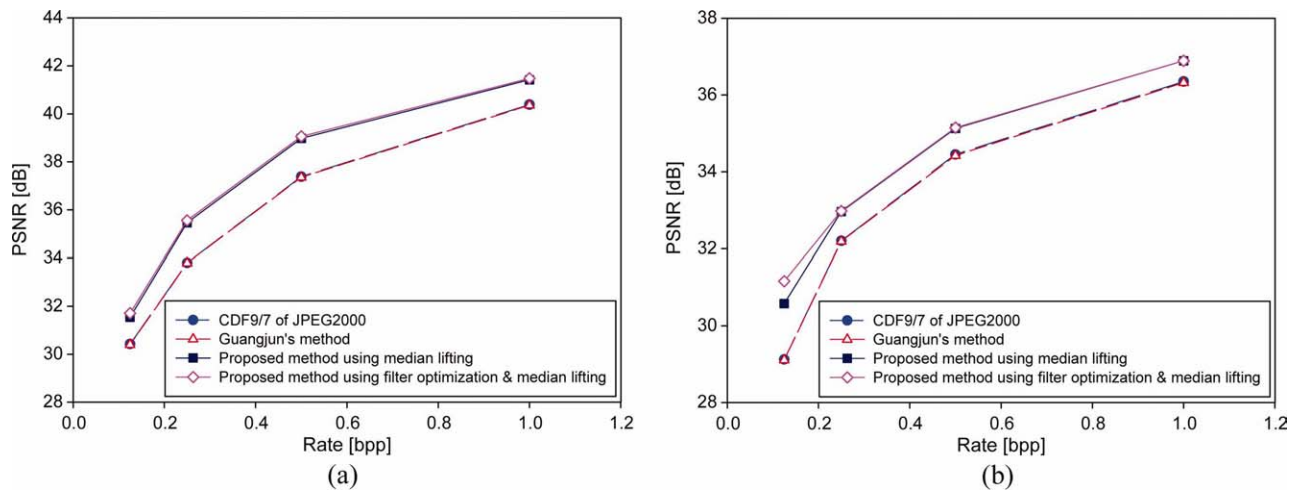 44
42
40
38
36
34
32
30
28
PSNR [dB]
CDF9/7 of JPEG2000
Guangjun's method
Proposed method using median lifting
Proposed method using filter optimization & median lifting
0.0 0.2 0.4 0.6 0.8 1.0 1.2
Rate [bpp]
(a)
38
36
34
32
30
28
PSNR [dB]
CDF9/7 of JPEG2000
Guangjun's method
Proposed method using median lifting
Proposed method using filter optimization & median lifting
0.0 0.2 0.4 0.6 0.8 1.0 1.2
Rate [bpp]
(b)